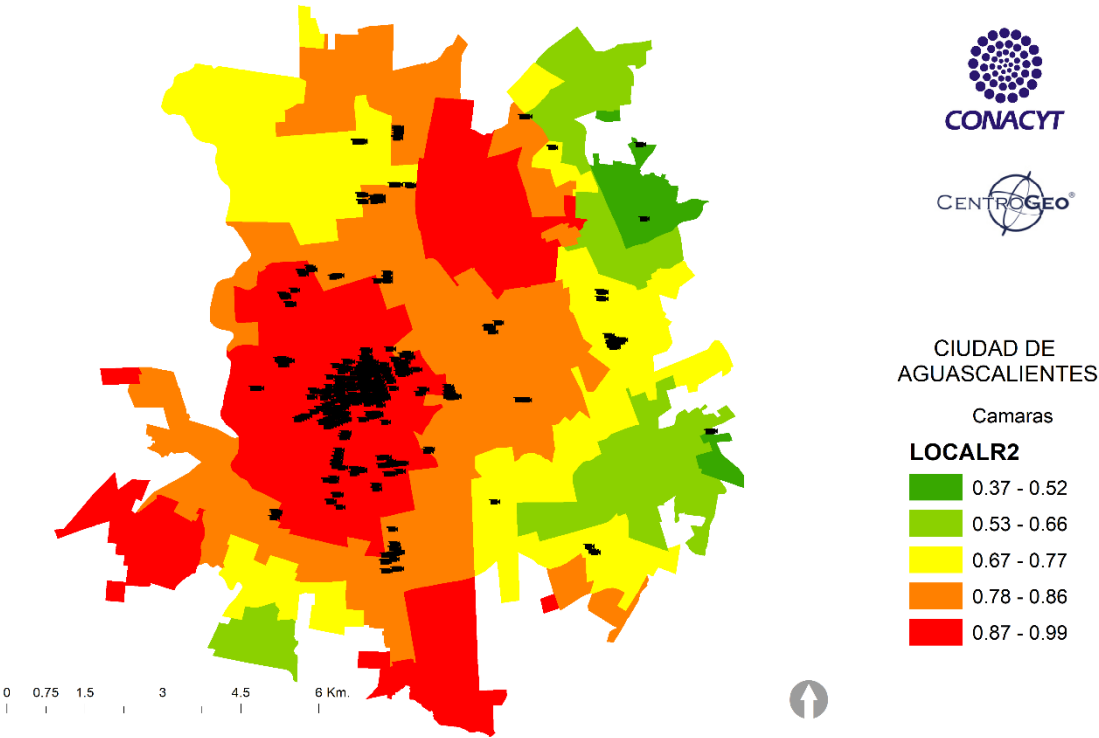 CONACYT
CENTROGEO®
CIUDAD DE
AGUASCALIENTES
Camaras
LOCALR2
0.37 - 0.52
0.53 - 0.66
0.67 - 0.77
0.78 - 0.86
0.87 - 0.99
0 0.75 1.5 3 4.5 6 Km.